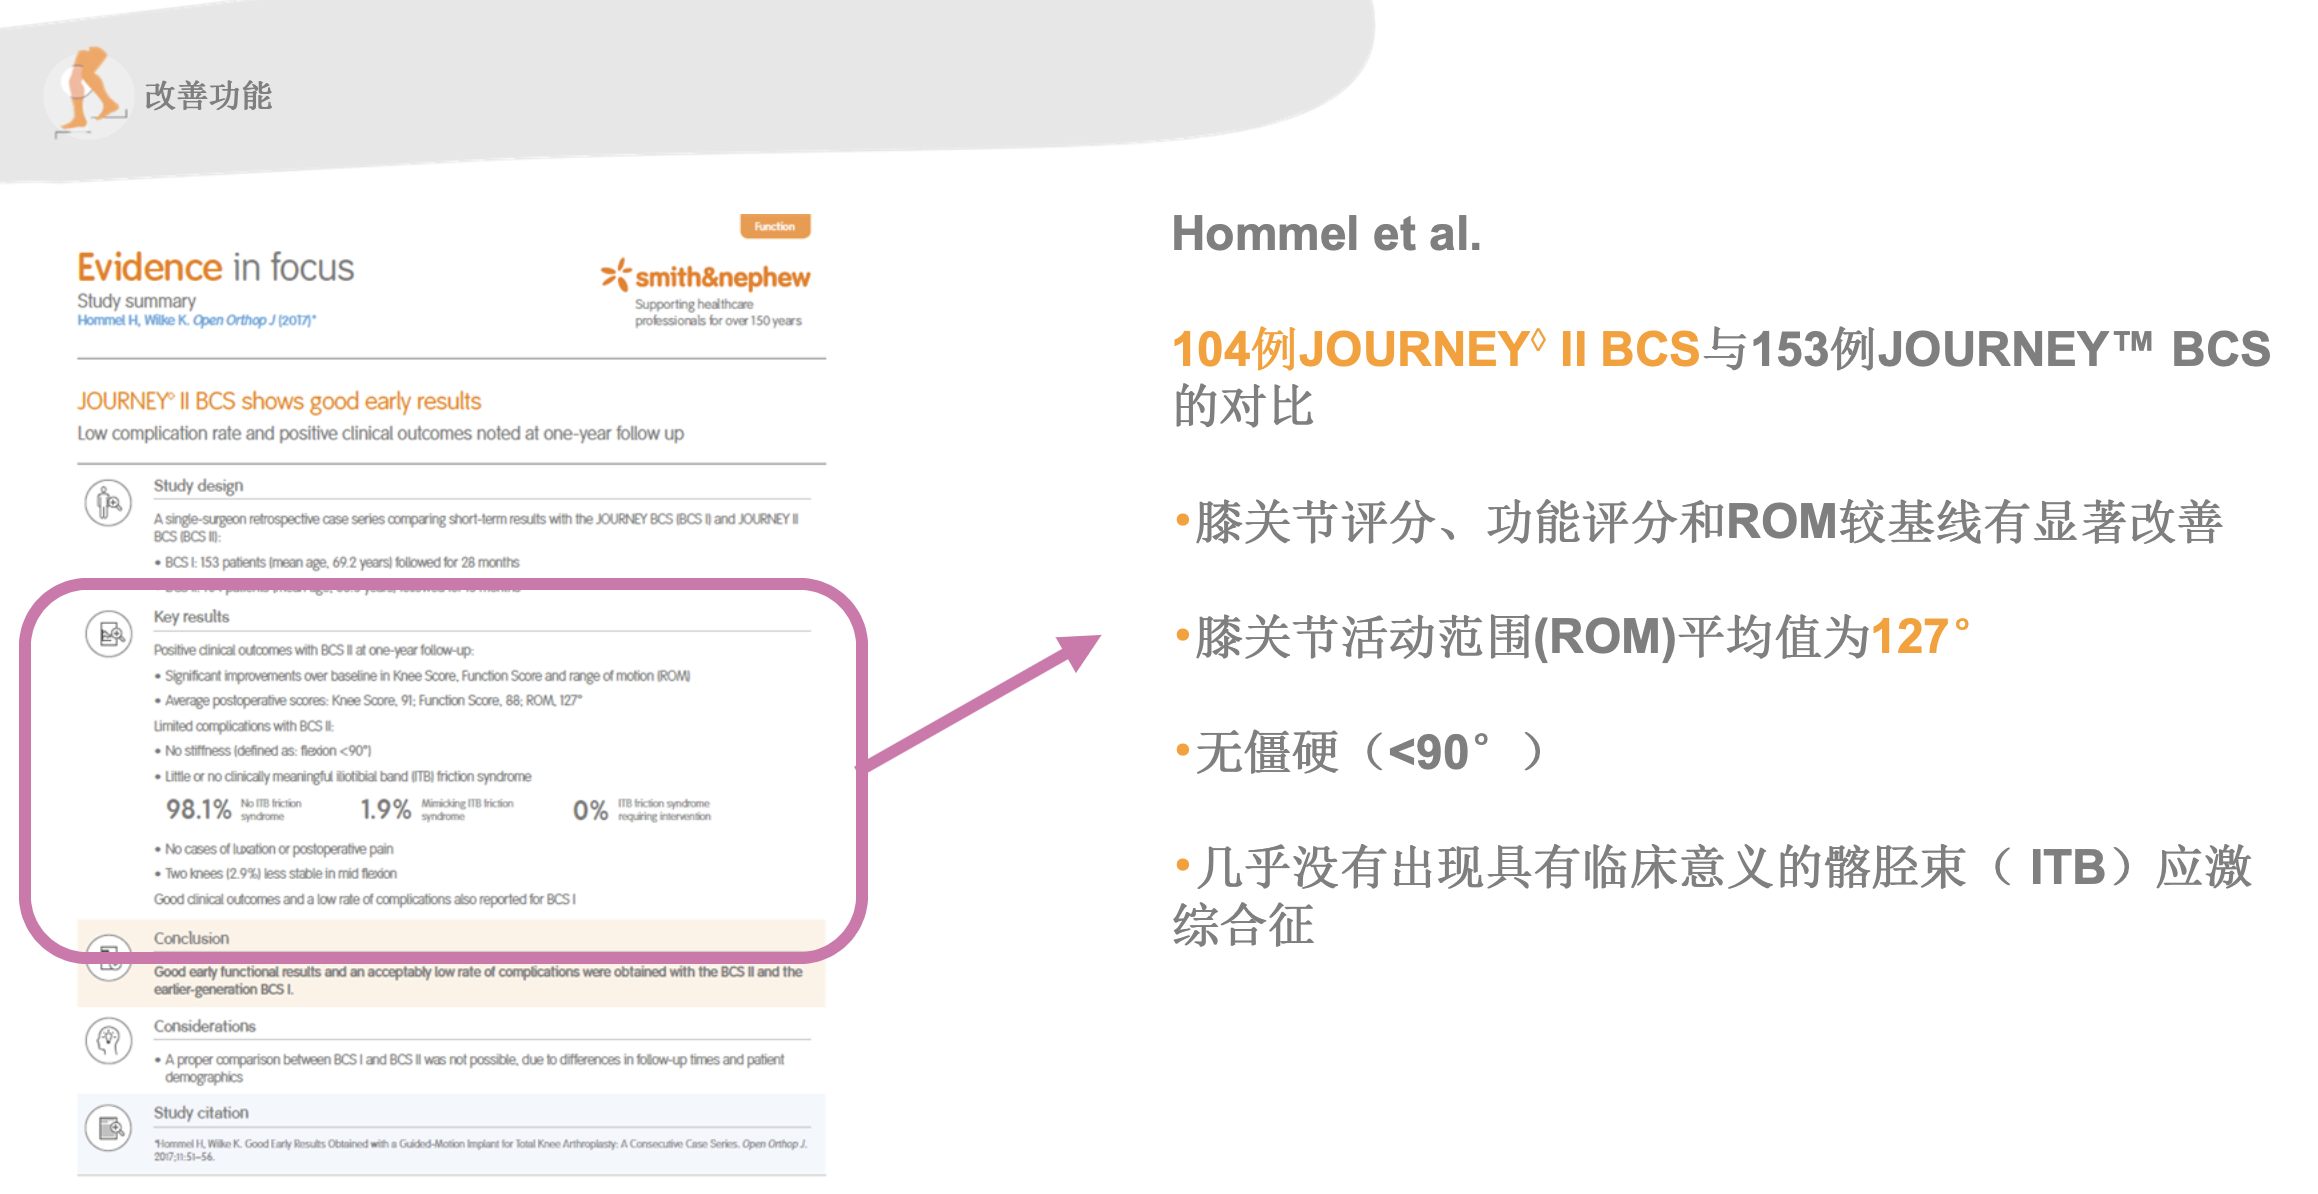 改善功能
Function
Evidence in focus
Study summary
Hommel H, Wilke K. Open Orthop J (2017)*
smith&nephew
Supporting healthcare
professionals for over 150 years
JOURNEY◊ II BCS shows good early results
Low complication rate and positive clinical outcomes noted at one-year follow up
Study design
A single-surgeon retrospective case series comparing short-term results with the JOURNEY BCS (BCS I) and JOURNEY II
BCS (BCS II):
• BCS I: 153 patients (mean age, 69.2 years) followed for 28 months
Key results
Positive clinical outcomes with BCS II at one-year follow-up:
• Significant improvements over baseline in Knee Score, Function Score and range of motion (ROM)
• Average postoperative scores: Knee Score, 91; Function Score, 88; ROM, 127°
Limited complications with BCS II:
• No stiffness (defined as: flexion <90°)
• Little or no clinically meaningful iliotibial band (ITB) friction syndrome
98.1% No ITB friction syndrome
1.9% Mimicking ITB friction syndrome
0% ITB friction syndrome requiring intervention
• No cases of luxation or postoperative pain
• Two knees (2.9%) less stable in mid flexion
Good clinical outcomes and a low rate of complications also reported for BCS I
Conclusion
Good early functional results and an acceptably low rate of complications were obtained with the BCS II and the
earlier-generation BCS I.
Considerations
• A proper comparison between BCS I and BCS II was not possible, due to differences in follow-up times and patient
demographics
Study citation
*Hommel H, Wilke K. Good Early Results Obtained with a Guided-Motion Implant for Total Knee Arthroplasty: A Consecutive Case Series. Open Orthop J.
2017;11:51–56.
Hommel et al.
104例JOURNEY◊ II BCS与153例JOURNEY™ BCS
的对比
•膝关节评分、功能评分和ROM较基线有显著改善
•膝关节活动范围(ROM)平均值为127°
•无僵硬（<90°）
•几乎没有出现具有临床意义的髂胫束（ITB）应激
综合征